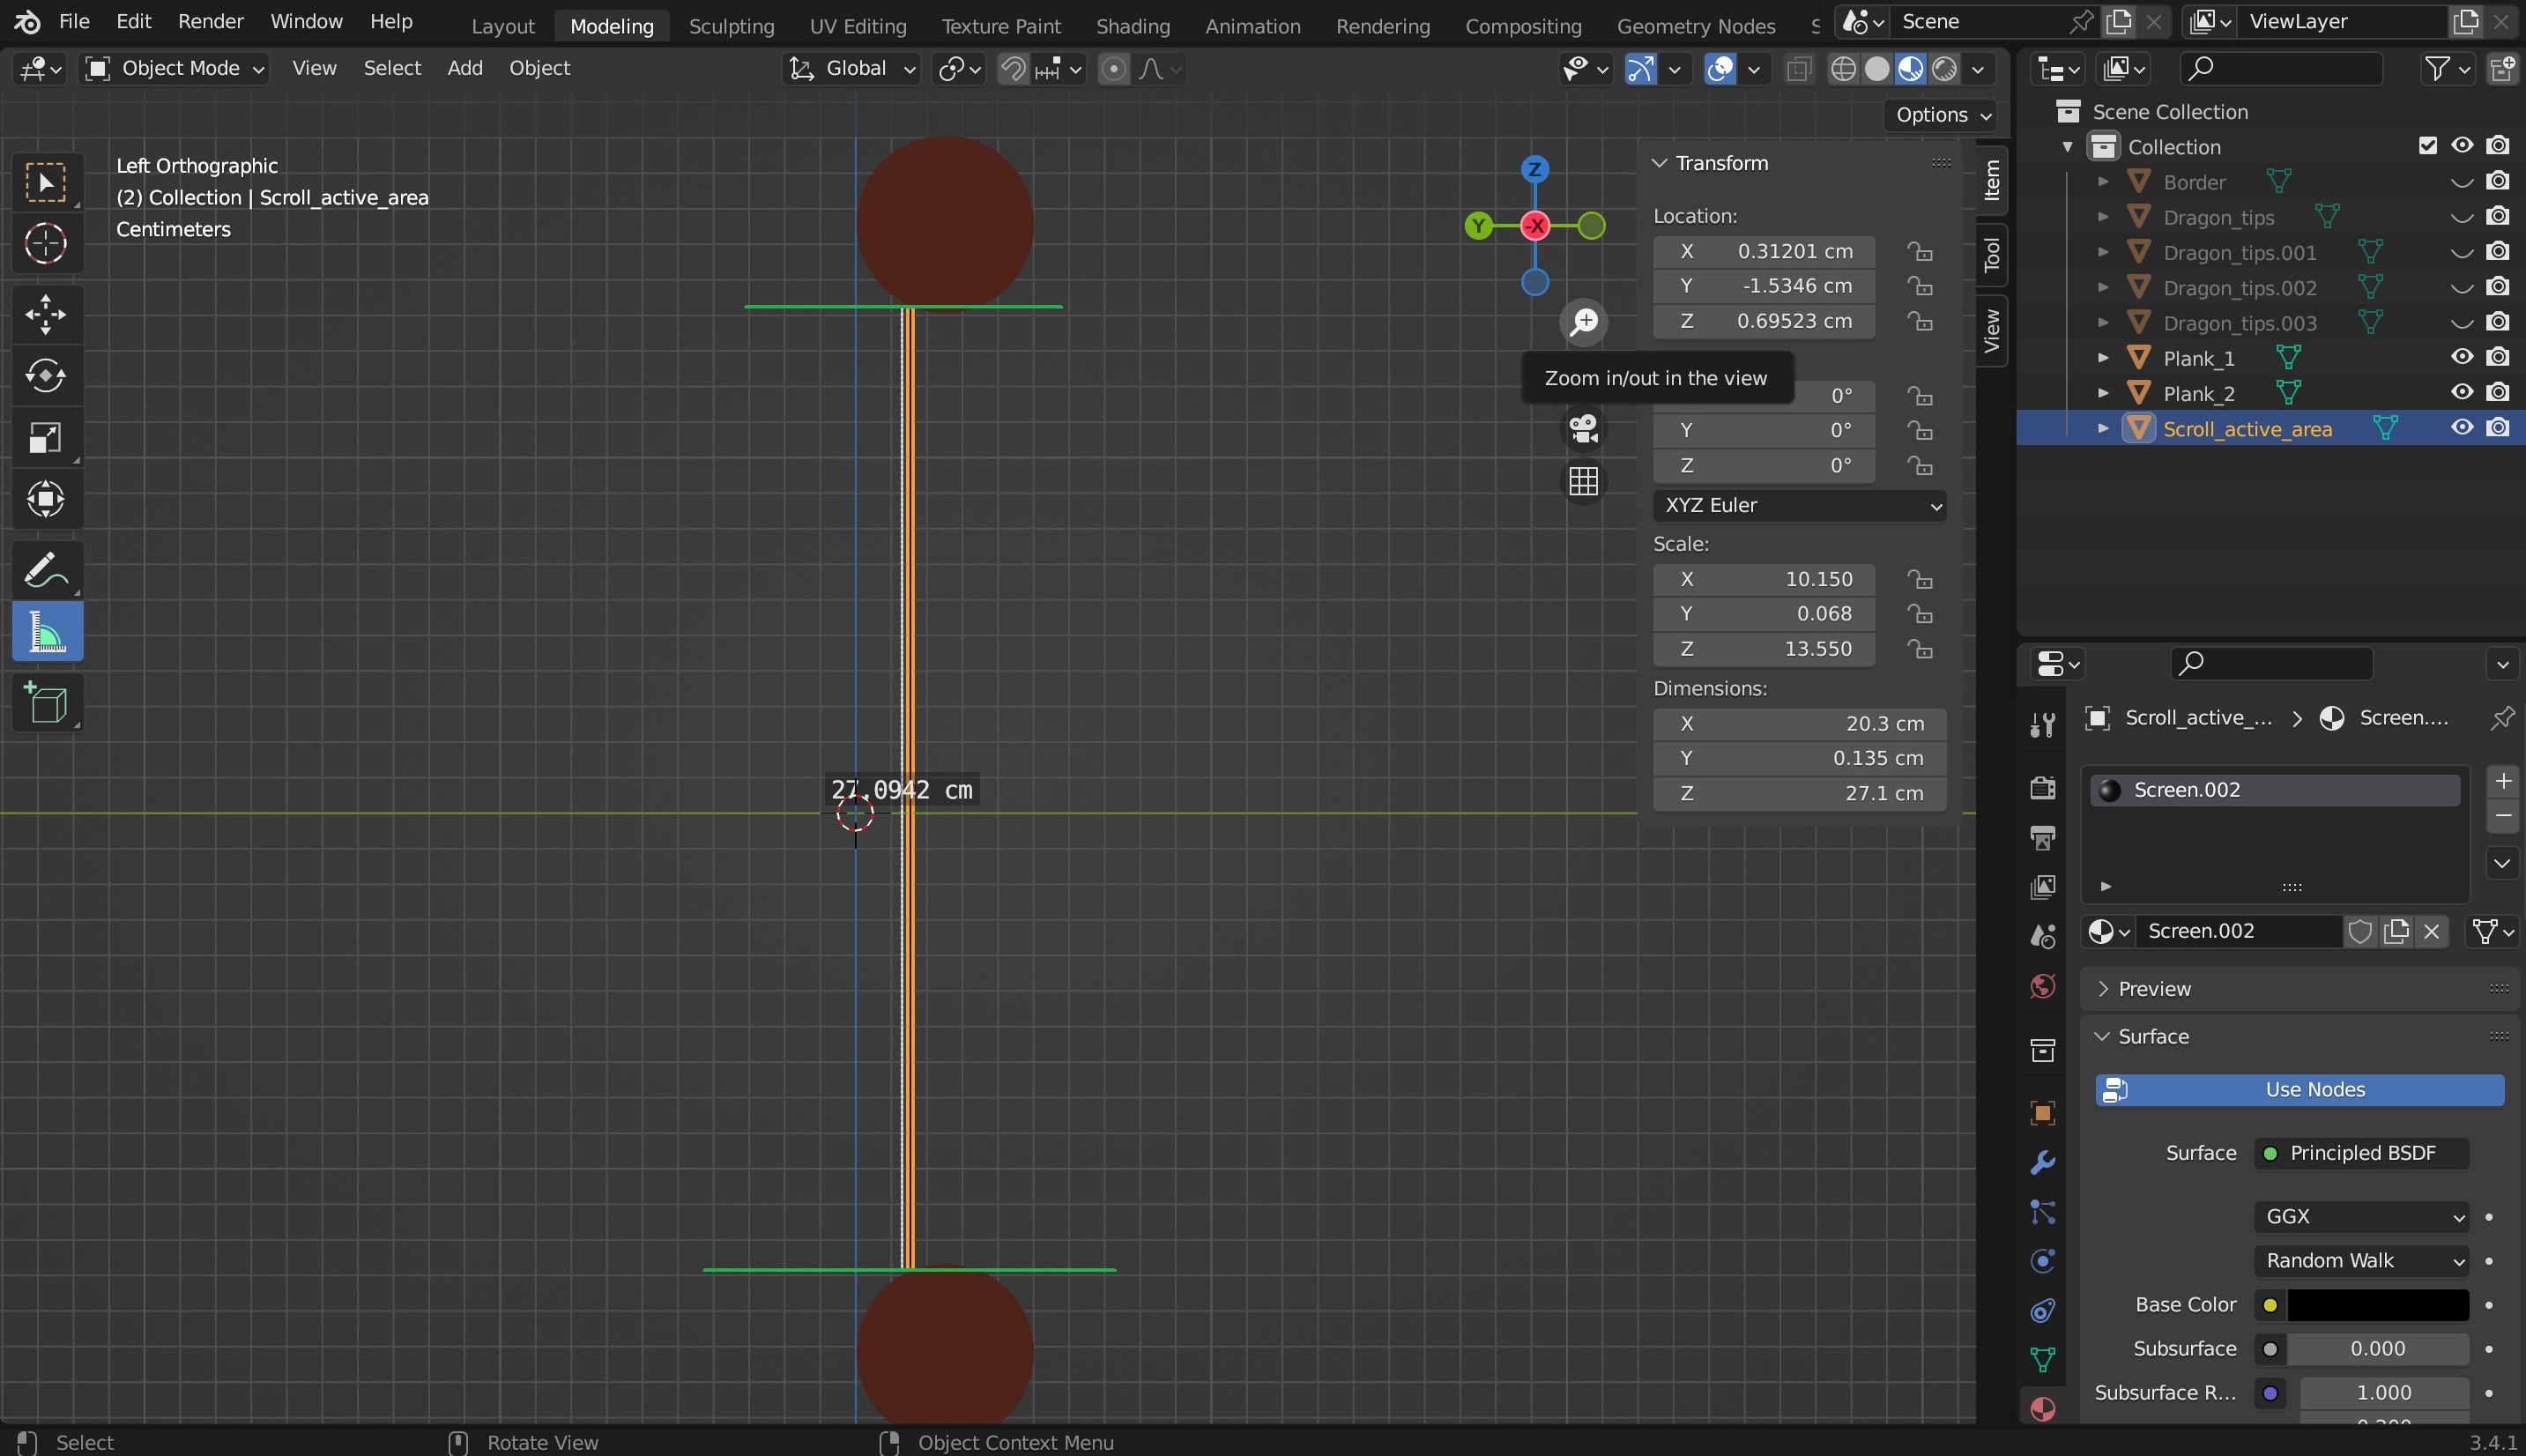 File Edit Render Window Help Layout Modeling Sculpting UV Editing Texture Paint Shading Animation Rendering Compositing Geometry Nodes S Scene ViewLayer
Object Mode View Select Add Object Global
Options
Left Orthographic
(2) Collection | Scroll_active_area
Centimeters
Z
Y
-X
Zoom in/out in the view
27.0942 cm
Transform
Location:
X 0.31201 cm
Y -1.5346 cm
Z 0.69523 cm
0°
Y 0°
Z 0°
XYZ Euler
Scale:
X 10.150
Y 0.068
Z 13.550
Dimensions:
X 20.3 cm
Y 0.135 cm
Z 27.1 cm
Item
Tool
View
Scene Collection
Collection
Border
Dragon_tips
Dragon_tips.001
Dragon_tips.002
Dragon_tips.003
Plank_1
Plank_2
Scroll_active_area
Scroll_active_... Screen....
Screen.002
Screen.002
Preview
Surface
Use Nodes
Surface Principled BSDF
GGX
Random Walk
Base Color
Subsurface 0.000
Subsurface R... 1.000
Select Rotate View Object Context Menu 3.4.1